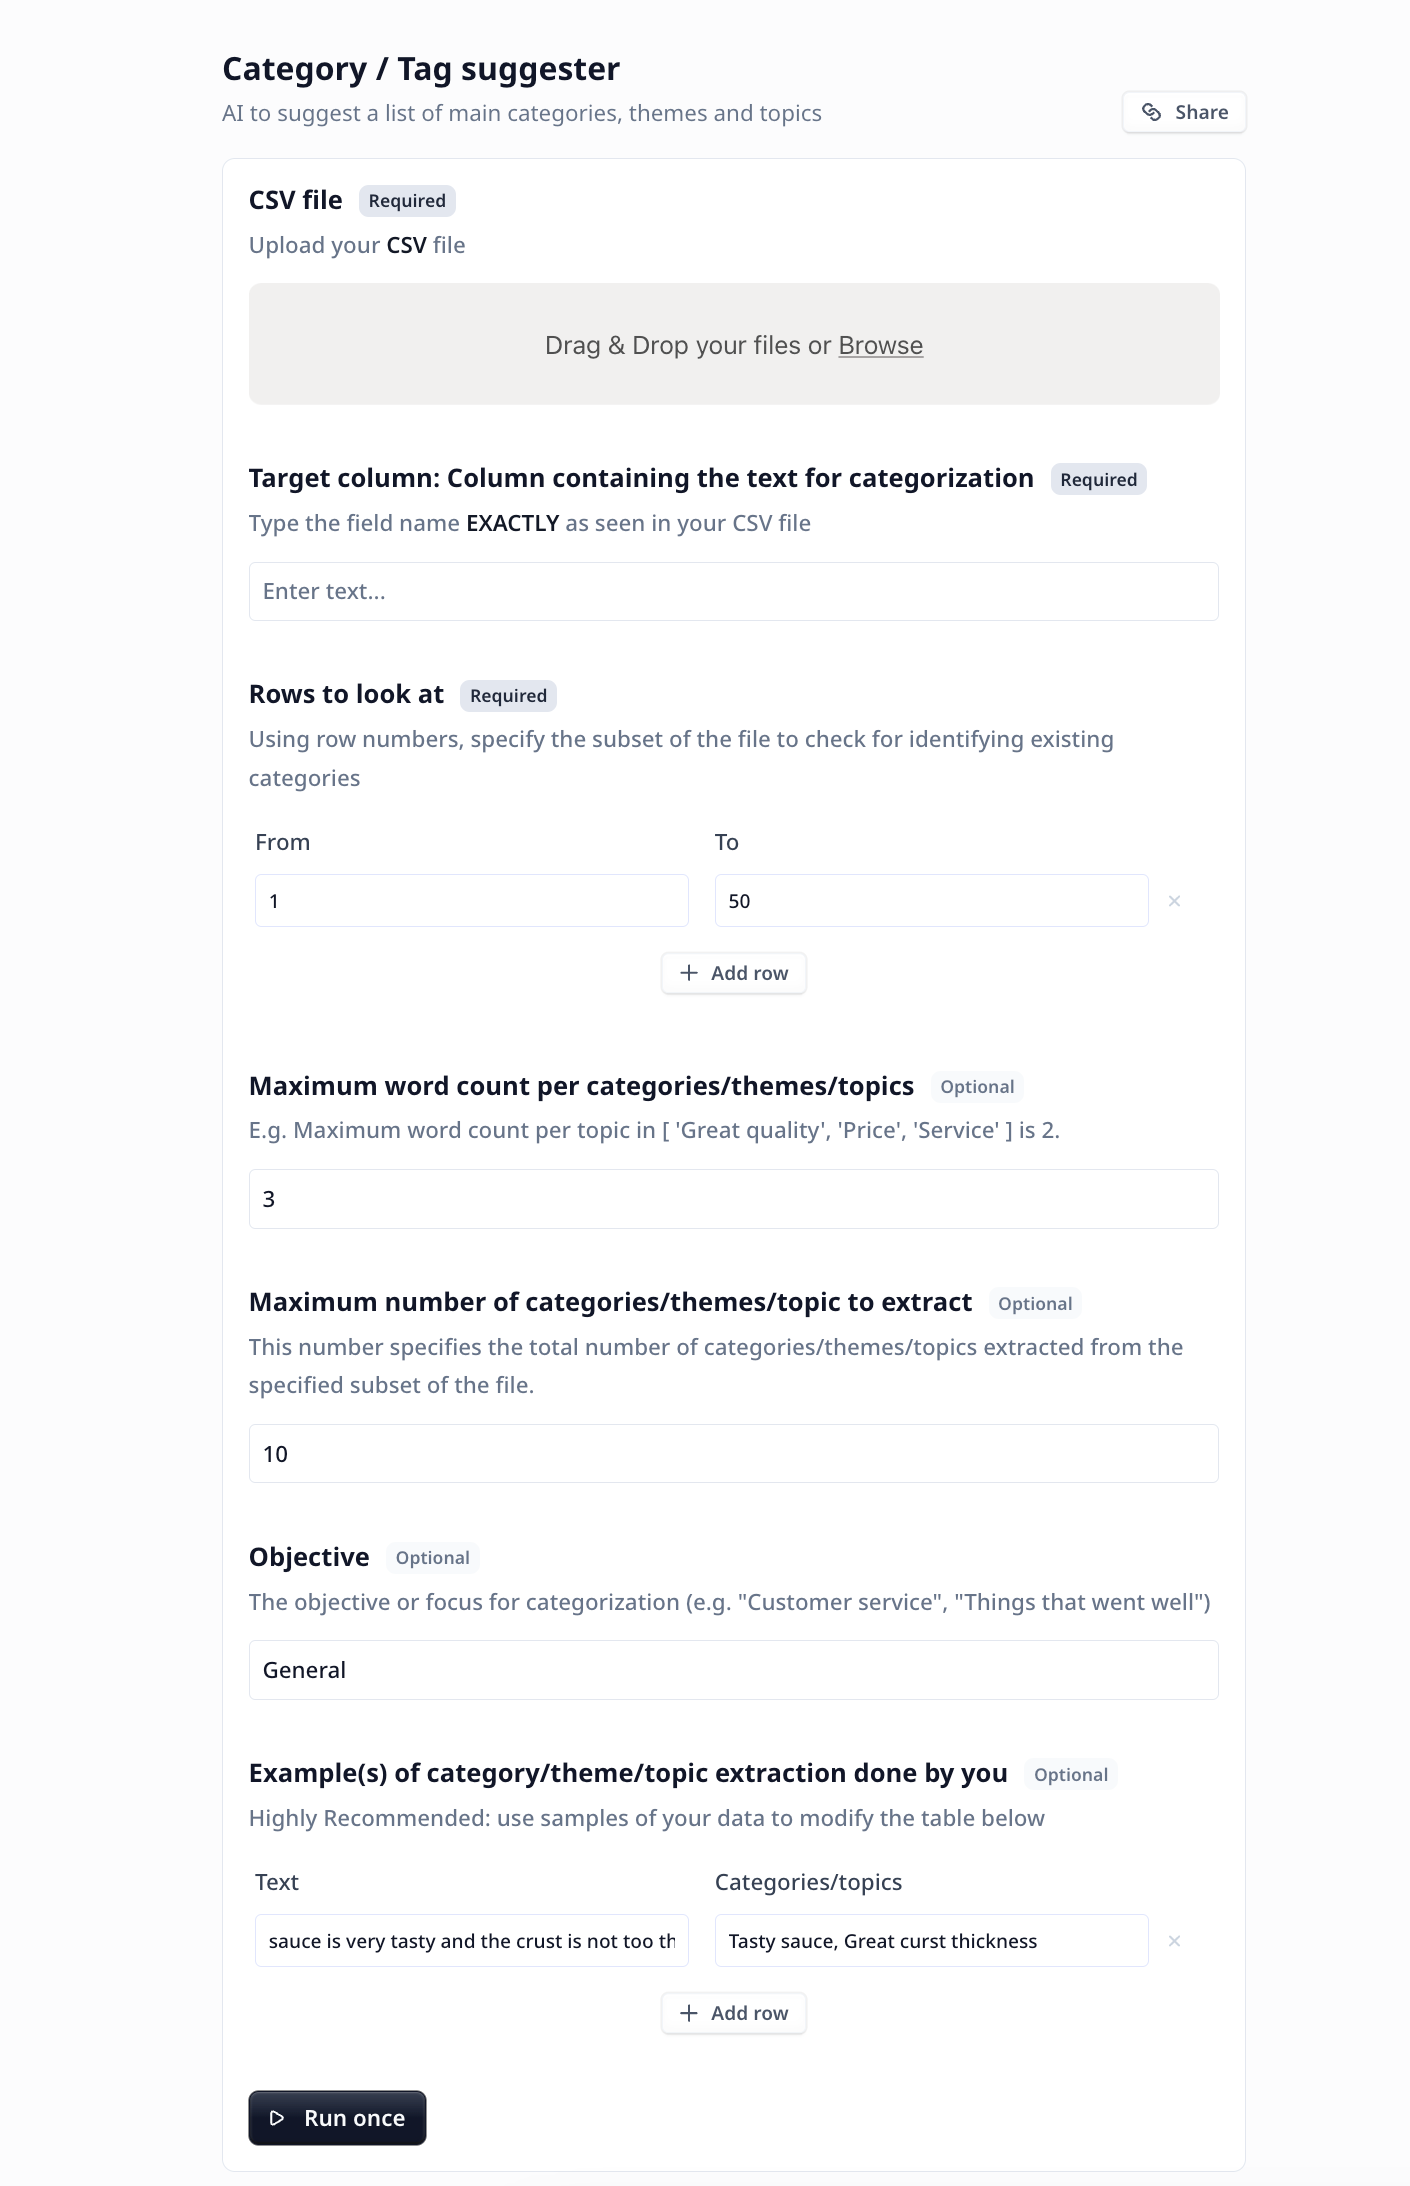 Category / Tag suggester
AI to suggest a list of main categories, themes and topics
Share
CSV file Required
Upload your CSV file
Drag & Drop your files or Browse
Target column: Column containing the text for categorization Required
Type the field name EXACTLY as seen in your CSV file
Enter text...
Rows to look at Required
Using row numbers, specify the subset of the file to check for identifying existing
categories
From To
1 50
Add row
Maximum word count per categories/themes/topics Optional
E.g. Maximum word count per topic in [ 'Great quality', 'Price', 'Service' ] is 2.
3
Maximum number of categories/themes/topic to extract Optional
This number specifies the total number of categories/themes/topics extracted from the
specified subset of the file.
10
Objective Optional
The objective or focus for categorization (e.g. "Customer service", "Things that went well")
General
Example(s) of category/theme/topic extraction done by you Optional
Highly Recommended: use samples of your data to modify the table below
Text Categories/topics
sauce is very tasty and the crust is not too th Tasty sauce, Great curst thickness
Add row
Run once